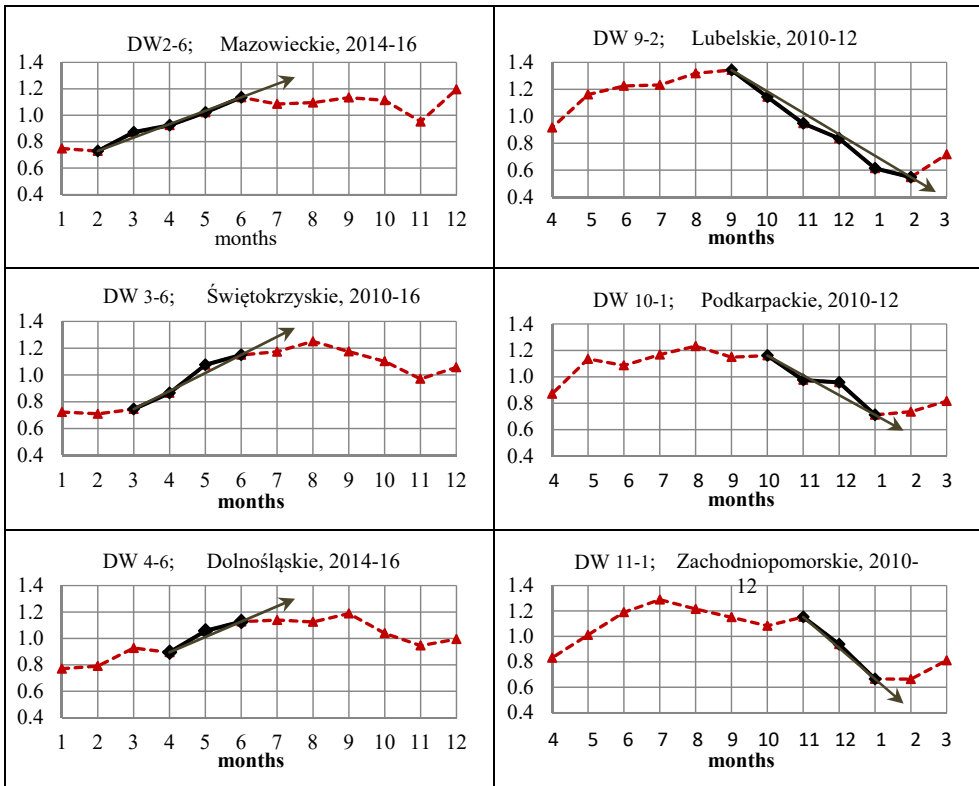 DW2-6; Mazowieckie, 2014-16
1.4
1.2
1.0
0.8
0.6
0.4
1 2 3 4 5 6 7 8 9 10 11 12
months
DW 9-2; Lubelskie, 2010-12
1.4
1.2
1.0
0.8
0.6
0.4
4 5 6 7 8 9 10 11 12 1 2 3
months
DW 3-6; Świętokrzyskie, 2010-16
1.4
1.2
1.0
0.8
0.6
0.4
1 2 3 4 5 6 7 8 9 10 11 12
months
DW 10-1; Podkarpackie, 2010-12
1.4
1.2
1.0
0.8
0.6
0.4
4 5 6 7 8 9 10 11 12 1 2 3
months
DW 4-6; Dolnośląskie, 2014-16
1.4
1.2
1.0
0.8
0.6
0.4
1 2 3 4 5 6 7 8 9 10 11 12
months
DW 11-1; Zachodniopomorskie, 2010-
12
1.4
1.2
1.0
0.8
0.6
0.4
4 5 6 7 8 9 10 11 12 1 2 3
months